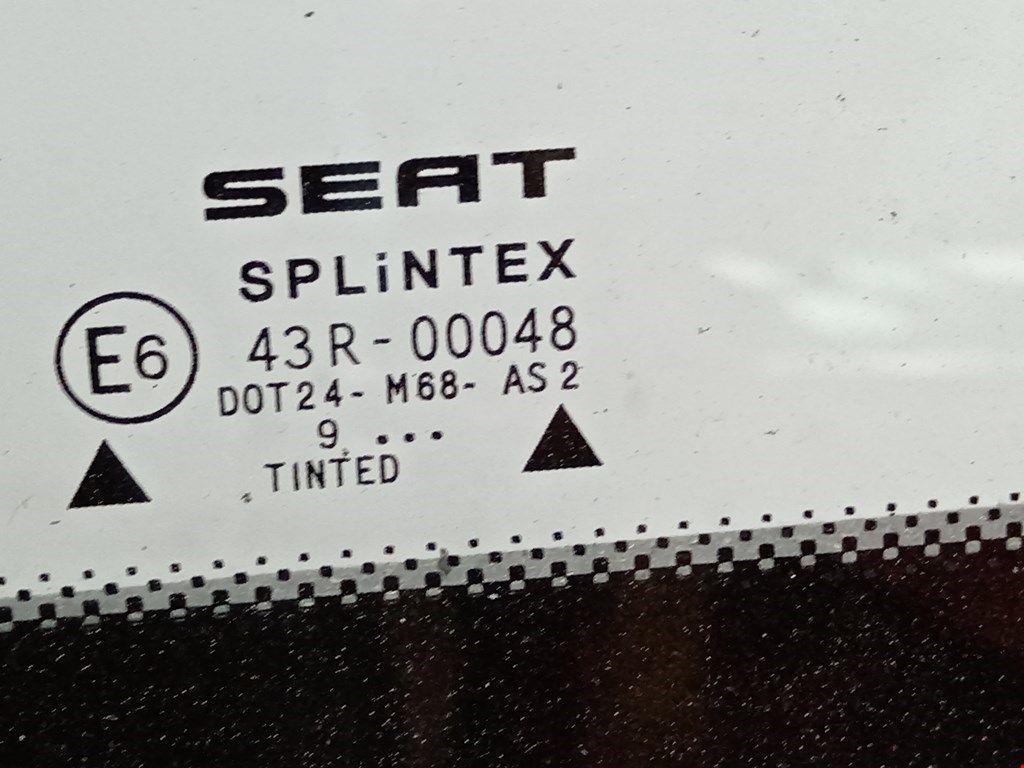 SEAT
SPLiNTEX
E6 43R-00048
DOT24- M68- AS2
9 ...
TINTED